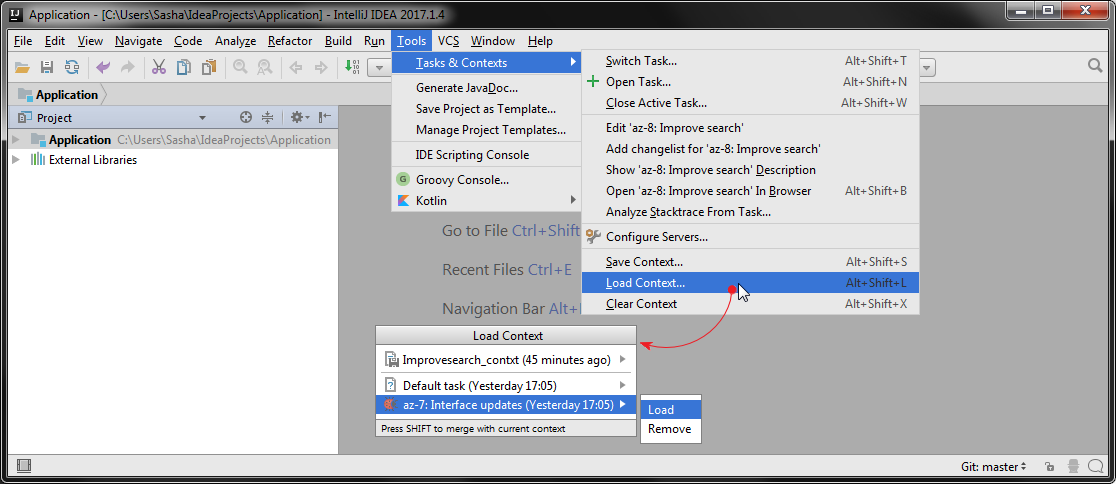 Application - [C:\Users\Sasha\IdeaProjects\Application] - IntelliJ IDEA 2017.1.4
File Edit View Navigate Code Analyze Refactor Build Run Tools VCS Window Help
Application
Project
Application C:\Users\Sasha\IdeaProjects\Application
External Libraries
Tasks & Contexts
Generate JavaDoc...
Save Project as Template...
Manage Project Templates...
IDE Scripting Console
Groovy Console...
Kotlin
Switch Task... Alt+Shift+T
Open Task... Alt+Shift+N
Close Active Task... Alt+Shift+W
Edit 'az-8: Improve search'
Add changelist for 'az-8: Improve search'
Show 'az-8: Improve search' Description
Open 'az-8: Improve search' In Browser Alt+Shift+B
Analyze Stacktrace From Task...
Configure Servers...
Save Context... Alt+Shift+S
Load Context... Alt+Shift+L
Clear Context Alt+Shift+X
Go to File Ctrl+Shift
Recent Files Ctrl+E
Navigation Bar Alt+
Load Context
Improvesearch_contxt (45 minutes ago)
Default task (Yesterday 17:05)
az-7: Interface updates (Yesterday 17:05)
Press SHIFT to merge with current context
Load
Remove
Git: master